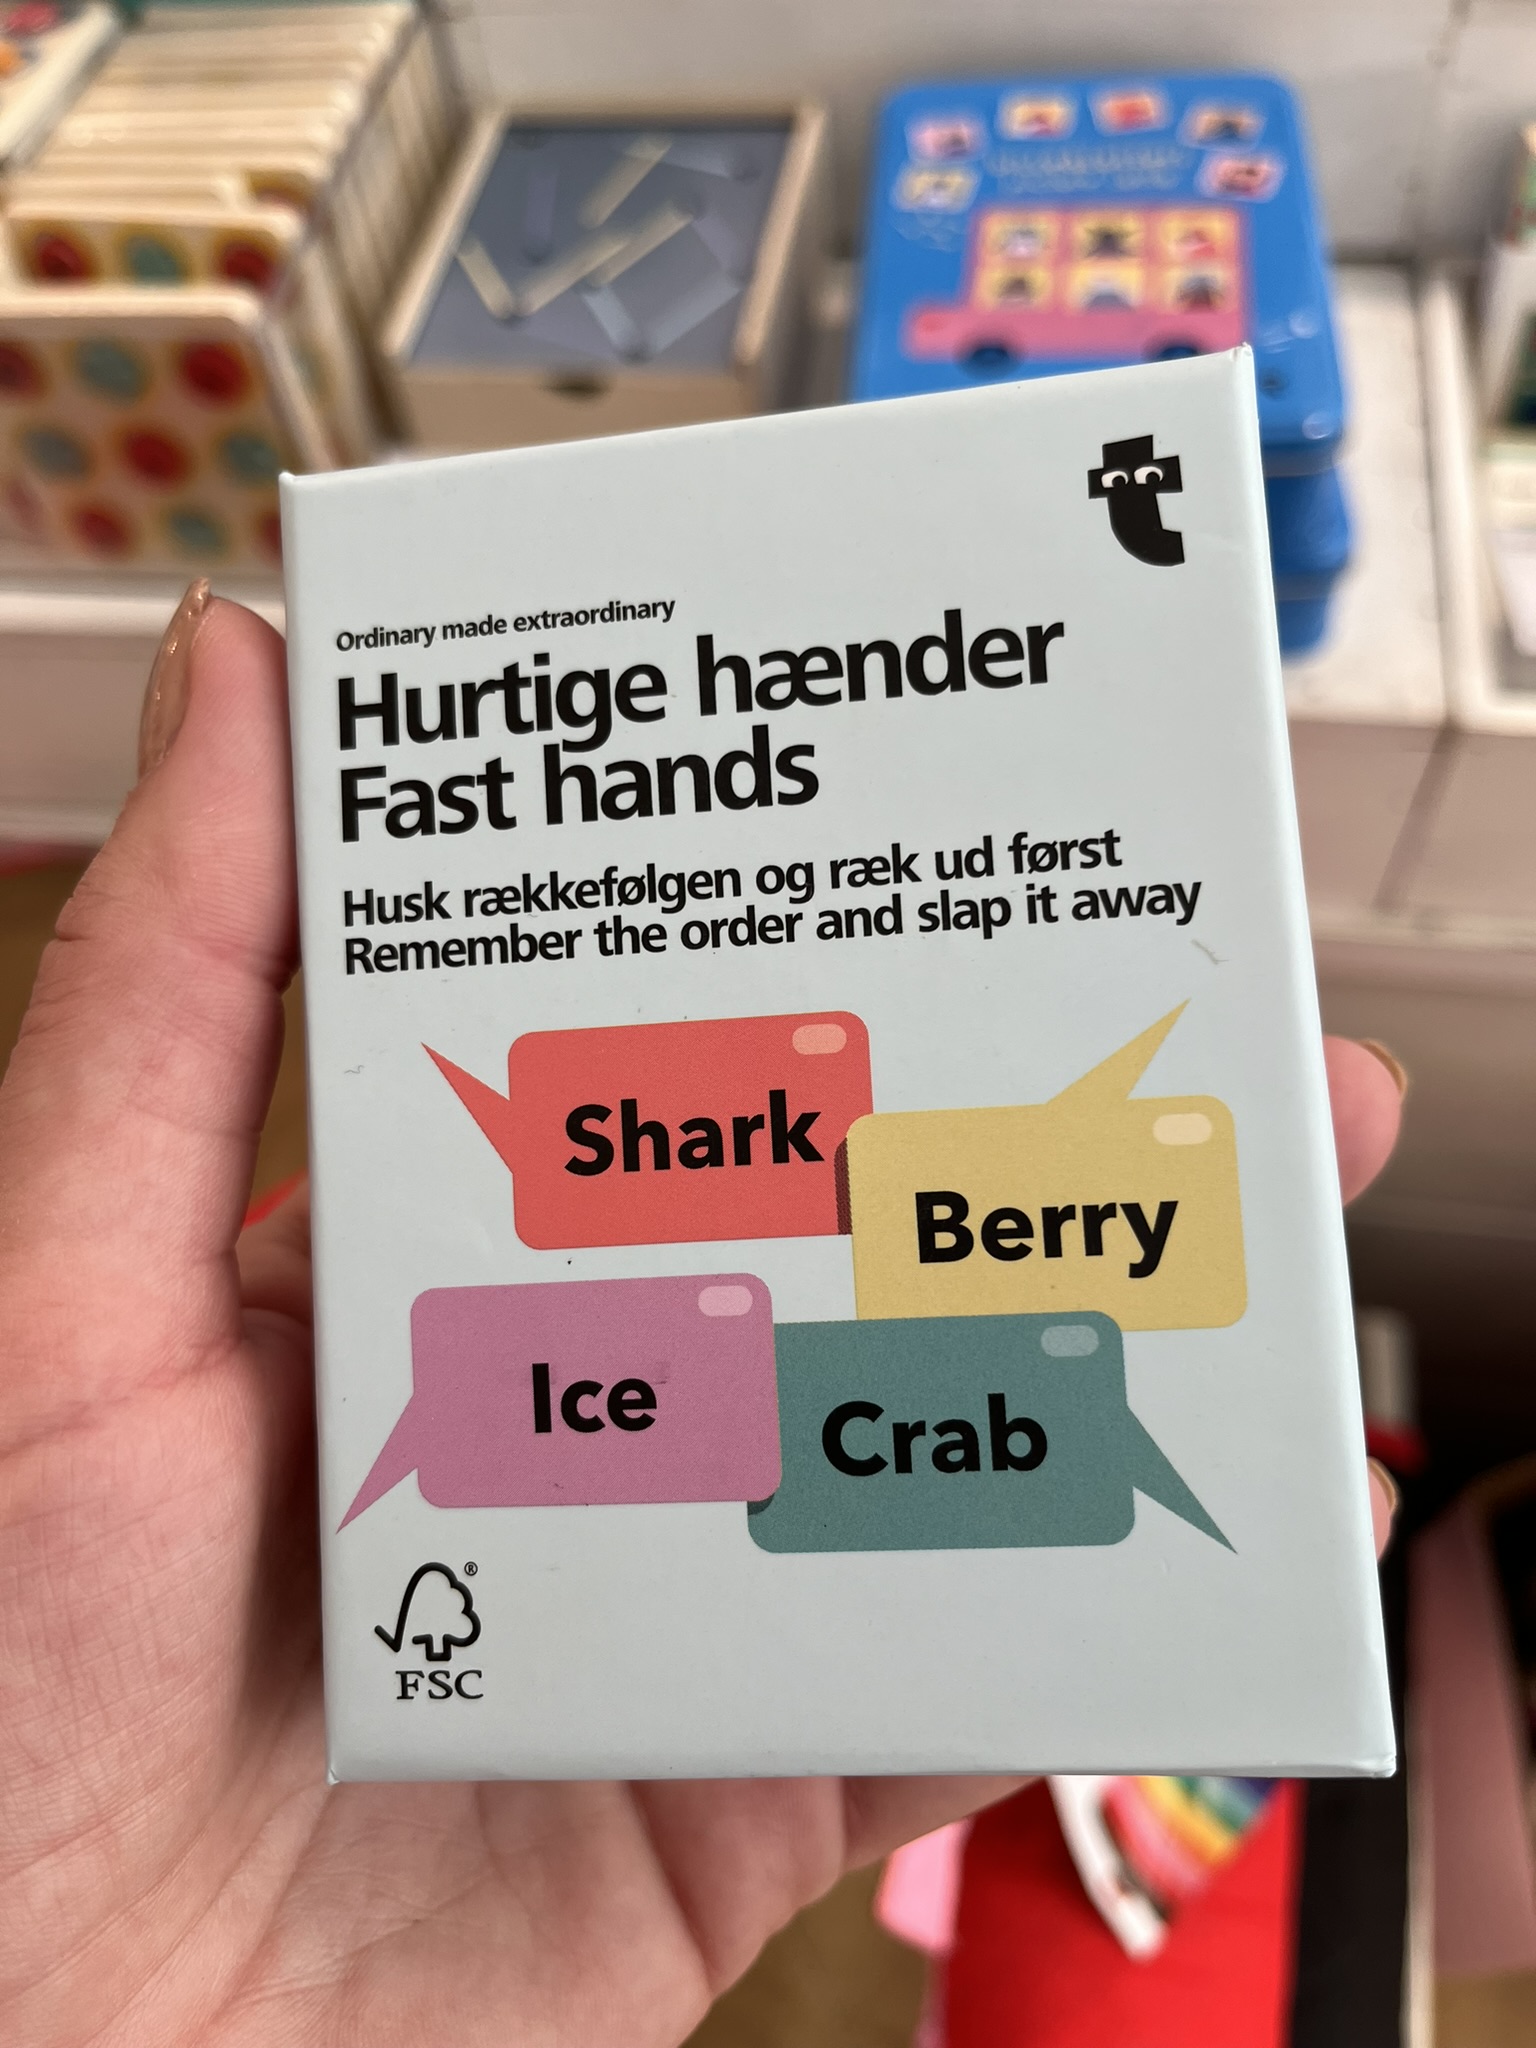 Ordinary made extraordinary
Hurtige hænder
Fast hands
Husk rækkefølgen og ræk ud først
Remember the order and slap it away
Shark
Berry
Ice
Crab
®
FSC